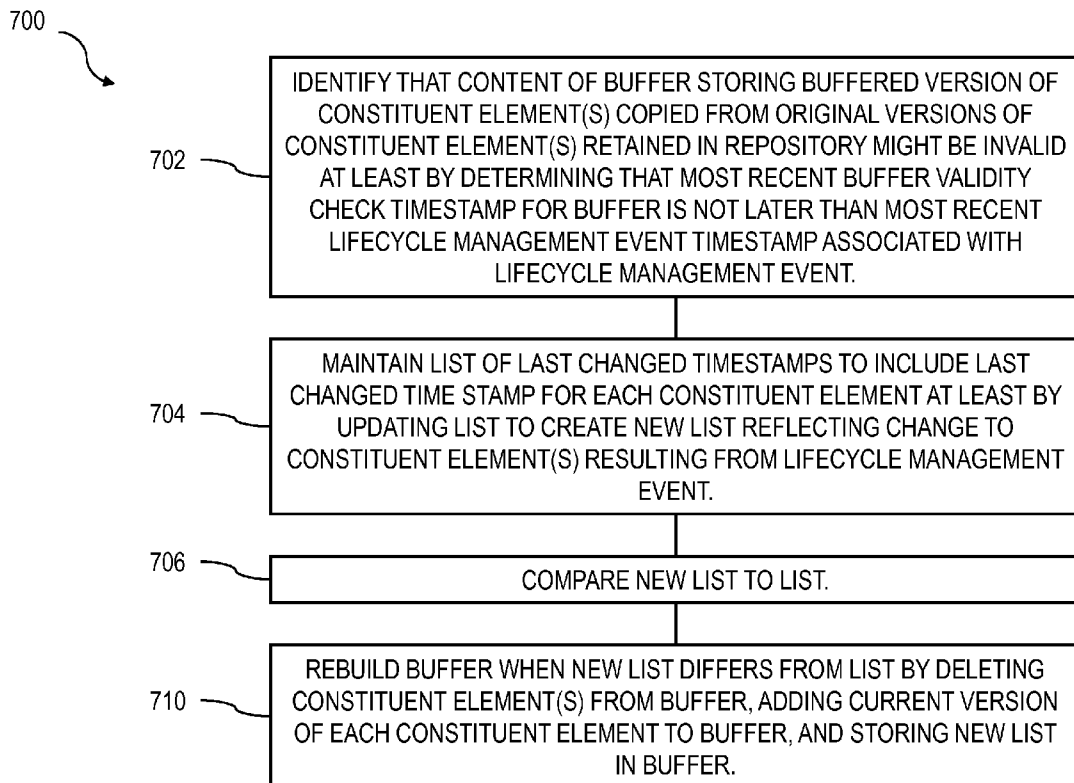 700
702
IDENTIFY THAT CONTENT OF BUFFER STORING BUFFERED VERSION OF
CONSTITUENT ELEMENT(S) COPIED FROM ORIGINAL VERSIONS OF
CONSTITUENT ELEMENT(S) RETAINED IN REPOSITORY MIGHT BE INVALID
AT LEAST BY DETERMINING THAT MOST RECENT BUFFER VALIDITY
CHECK TIMESTAMP FOR BUFFER IS NOT LATER THAN MOST RECENT
LIFECYCLE MANAGEMENT EVENT TIMESTAMP ASSOCIATED WITH
LIFECYCLE MANAGEMENT EVENT.
704
MAINTAIN LIST OF LAST CHANGED TIMESTAMPS TO INCLUDE LAST
CHANGED TIME STAMP FOR EACH CONSTITUENT ELEMENT AT LEAST BY
UPDATING LIST TO CREATE NEW LIST REFLECTING CHANGE TO
CONSTITUENT ELEMENT(S) RESULTING FROM LIFECYCLE MANAGEMENT
EVENT.
706
COMPARE NEW LIST TO LIST.
710
REBUILD BUFFER WHEN NEW LIST DIFFERS FROM LIST BY DELETING
CONSTITUENT ELEMENT(S) FROM BUFFER, ADDING CURRENT VERSION
OF EACH CONSTITUENT ELEMENT TO BUFFER, AND STORING NEW LIST
IN BUFFER.